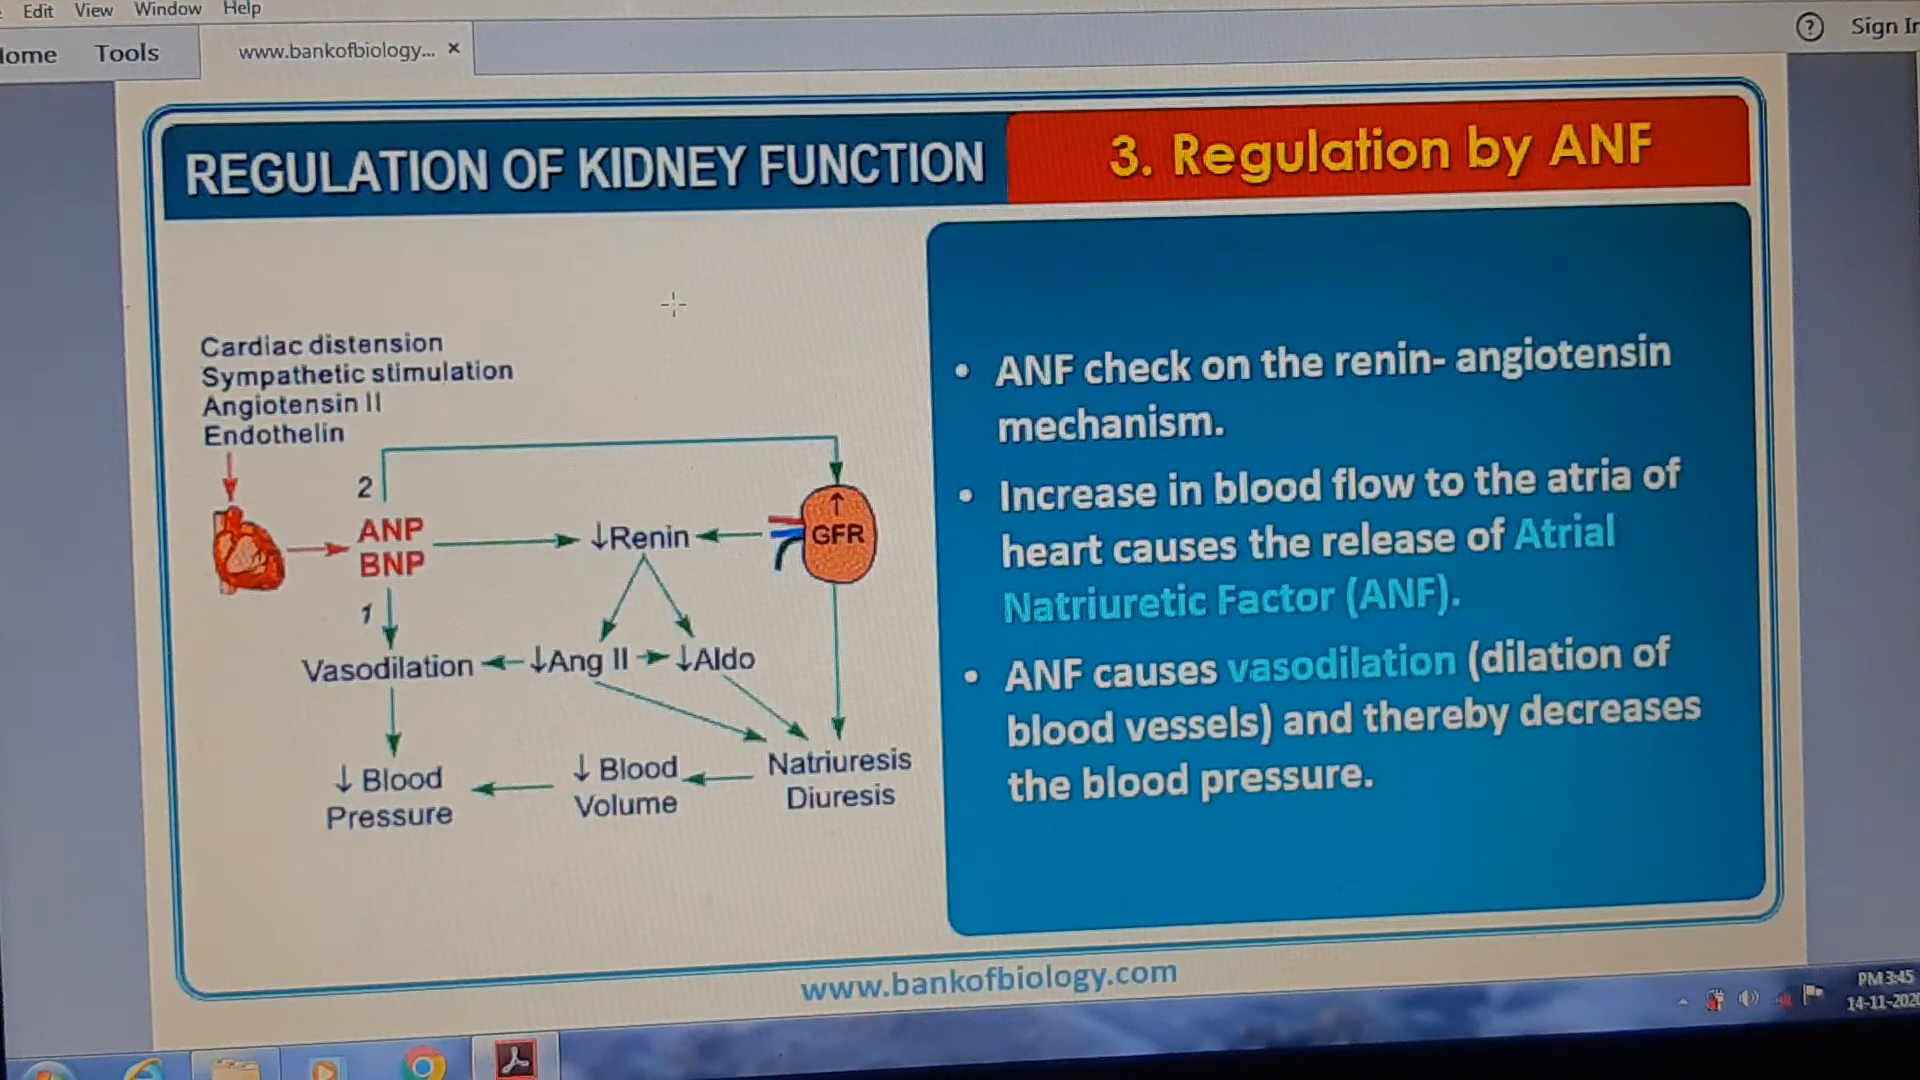 Edit View Window Help
Tools
www.bankofbiology... ×
? Sign In
REGULATION OF KIDNEY FUNCTION
3. Regulation by ANF
Cardiac distension
Sympathetic stimulation
Angiotensin II
Endothelin
2
ANP
BNP
1
↓Renin
↑
GFR
Vasodilation
↓Ang II
↓Aldo
↓ Blood
Pressure
↓ Blood
Volume
Natriuresis
Diuresis
• ANF check on the renin- angiotensin
mechanism.
• Increase in blood flow to the atria of
heart causes the release of Atrial
Natriuretic Factor (ANF).
• ANF causes vasodilation (dilation of
blood vessels) and thereby decreases
the blood pressure.
www.bankofbiology.com
PM 3:45
14-11-2020